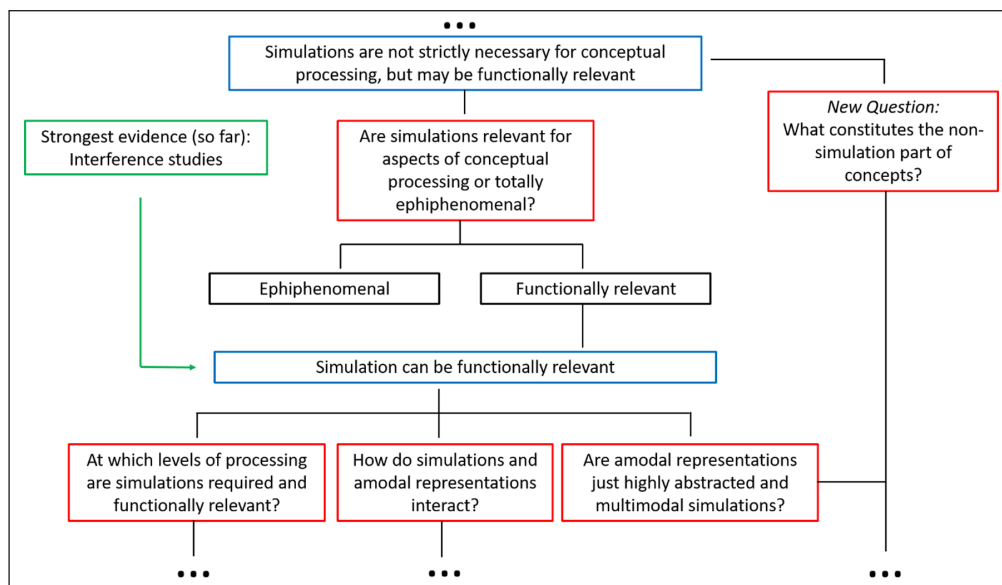 ...
Simulations are not strictly necessary for conceptual
processing, but may be functionally relevant
Strongest evidence (so far):
Interference studies
Are simulations relevant for
aspects of conceptual
processing or totally
ephiphenomenal?
New Question:
What constitutes the non-
simulation part of
concepts?
Ephiphenomenal
Functionally relevant
Simulation can be functionally relevant
At which levels of processing
are simulations required and
functionally relevant?
How do simulations and
amodal representations
interact?
Are amodal representations
just highly abstracted and
multimodal simulations?
...
...
...